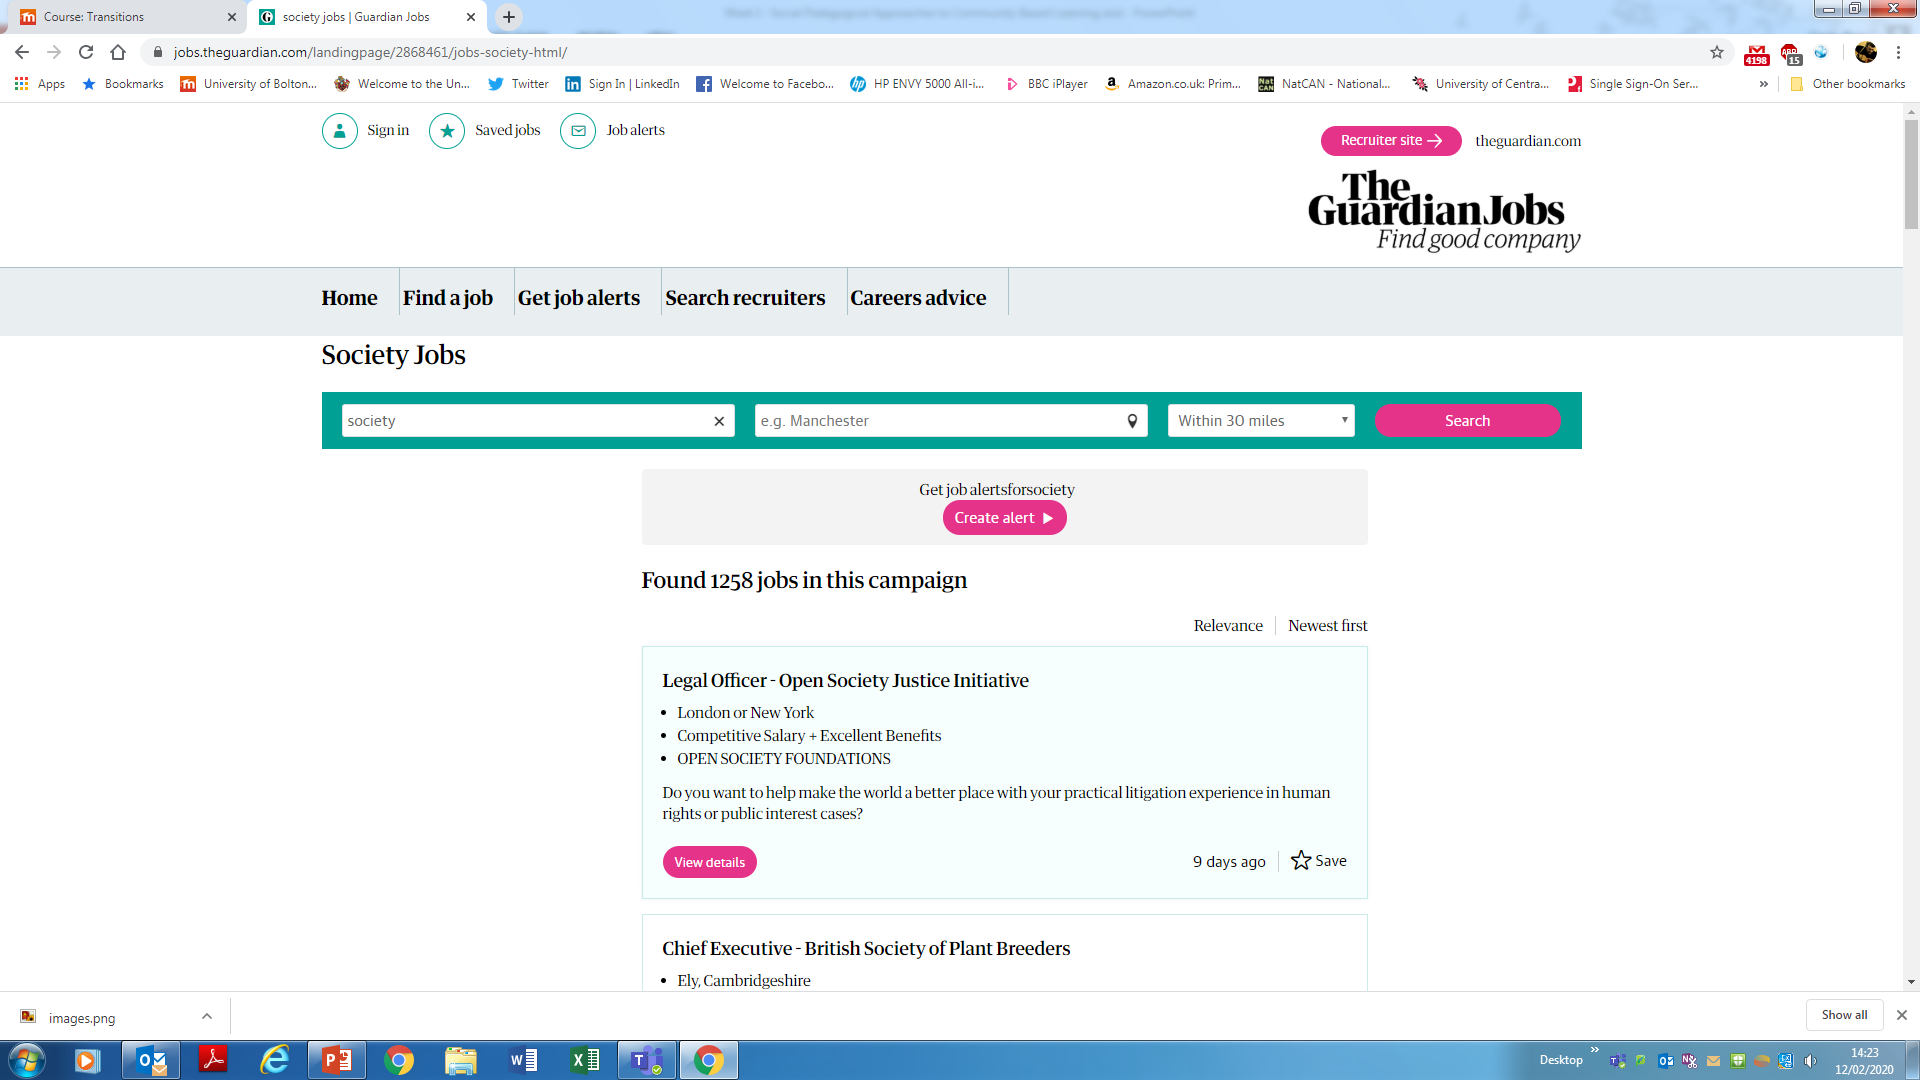 Course: Transitions
society jobs | Guardian Jobs
jobs.theguardian.com/landingpage/2868461/jobs-society-html/
4198
ABP
15
Apps
Bookmarks
University of Bolton...
Welcome to the Un...
Twitter
Sign In | LinkedIn
Welcome to Facebo...
HP ENVY 5000 All-i...
BBC iPlayer
Amazon.co.uk: Prim...
NatCAN - National...
University of Centra...
Single Sign-On Ser...
»
Other bookmarks
Sign in
Saved jobs
Job alerts
Recruiter site
theguardian.com
The
Guardian Jobs
Find good company
Home
Find a job
Get job alerts
Search recruiters
Careers advice
Society Jobs
society
e.g. Manchester
Within 30 miles
Search
Get job alertsforsociety
Create alert
Found 1258 jobs in this campaign
Relevance
Newest first
Legal Officer - Open Society Justice Initiative
• London or New York
• Competitive Salary + Excellent Benefits
• OPEN SOCIETY FOUNDATIONS
Do you want to help make the world a better place with your practical litigation experience in human
rights or public interest cases?
View details
9 days ago
Save
Chief Executive - British Society of Plant Breeders
• Ely, Cambridgeshire
images.png
Show all
Desktop
»
14:23
12/02/2020